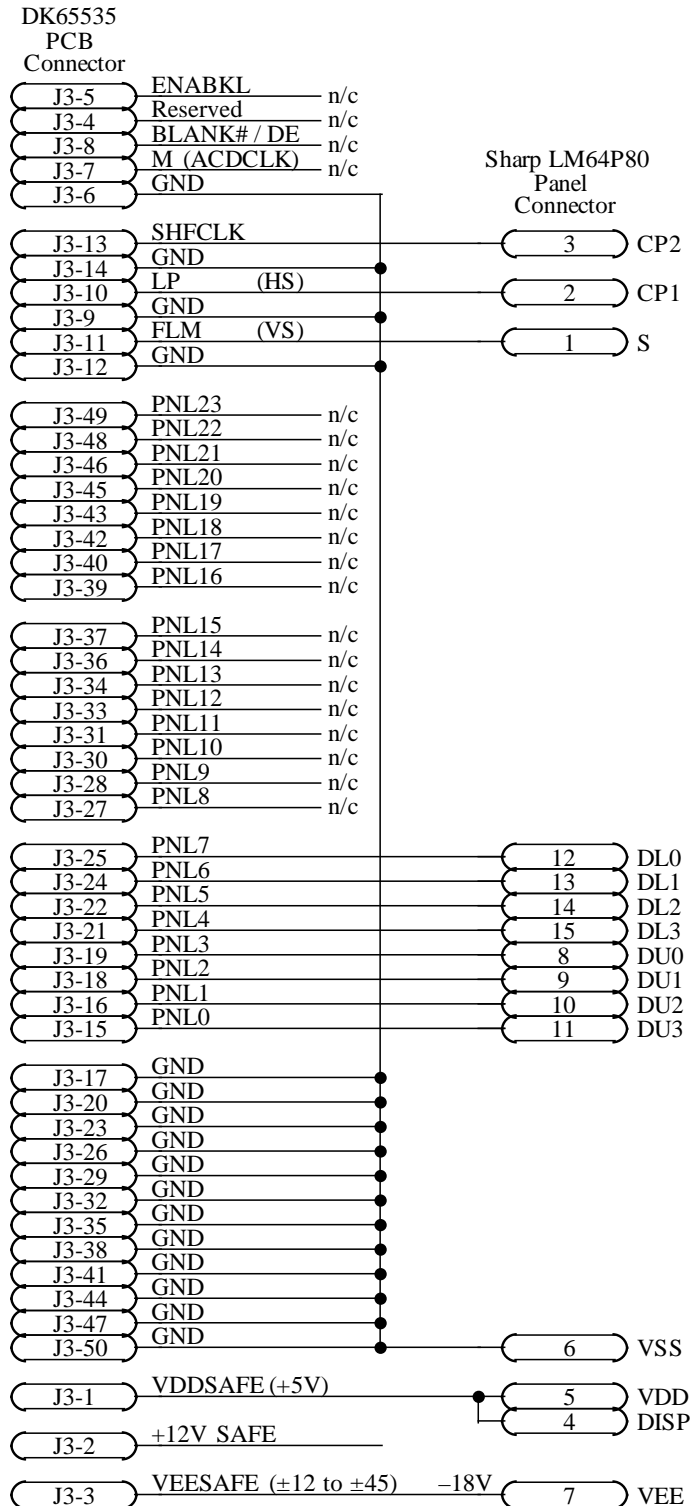 DK65535
PCB
Connector
Sharp LM64P80
Panel
Connector
J3-5 ENABKL n/c
J3-4 Reserved n/c
J3-8 BLANK# / DE n/c
J3-7 M (ACDCLK) n/c
J3-6 GND
J3-13 SHFCLK 3 CP2
J3-14 GND
J3-10 LP (HS) 2 CP1
J3-9 GND
J3-11 FLM (VS) 1 S
J3-12 GND
J3-49 PNL23 n/c
J3-48 PNL22 n/c
J3-46 PNL21 n/c
J3-45 PNL20 n/c
J3-43 PNL19 n/c
J3-42 PNL18 n/c
J3-40 PNL17 n/c
J3-39 PNL16 n/c
J3-37 PNL15 n/c
J3-36 PNL14 n/c
J3-34 PNL13 n/c
J3-33 PNL12 n/c
J3-31 PNL11 n/c
J3-30 PNL10 n/c
J3-28 PNL9 n/c
J3-27 PNL8 n/c
J3-25 PNL7 12 DL0
J3-24 PNL6 13 DL1
J3-22 PNL5 14 DL2
J3-21 PNL4 15 DL3
J3-19 PNL3 8 DU0
J3-18 PNL2 9 DU1
J3-16 PNL1 10 DU2
J3-15 PNL0 11 DU3
J3-17 GND
J3-20 GND
J3-23 GND
J3-26 GND
J3-29 GND
J3-32 GND
J3-35 GND
J3-38 GND
J3-41 GND
J3-44 GND
J3-47 GND
J3-50 GND 6 VSS
J3-1 VDDSAFE (+5V) 5 VDD
4 DISP
J3-2 +12V SAFE
J3-3 VEESAFE (±12 to ±45) –18V 7 VEE